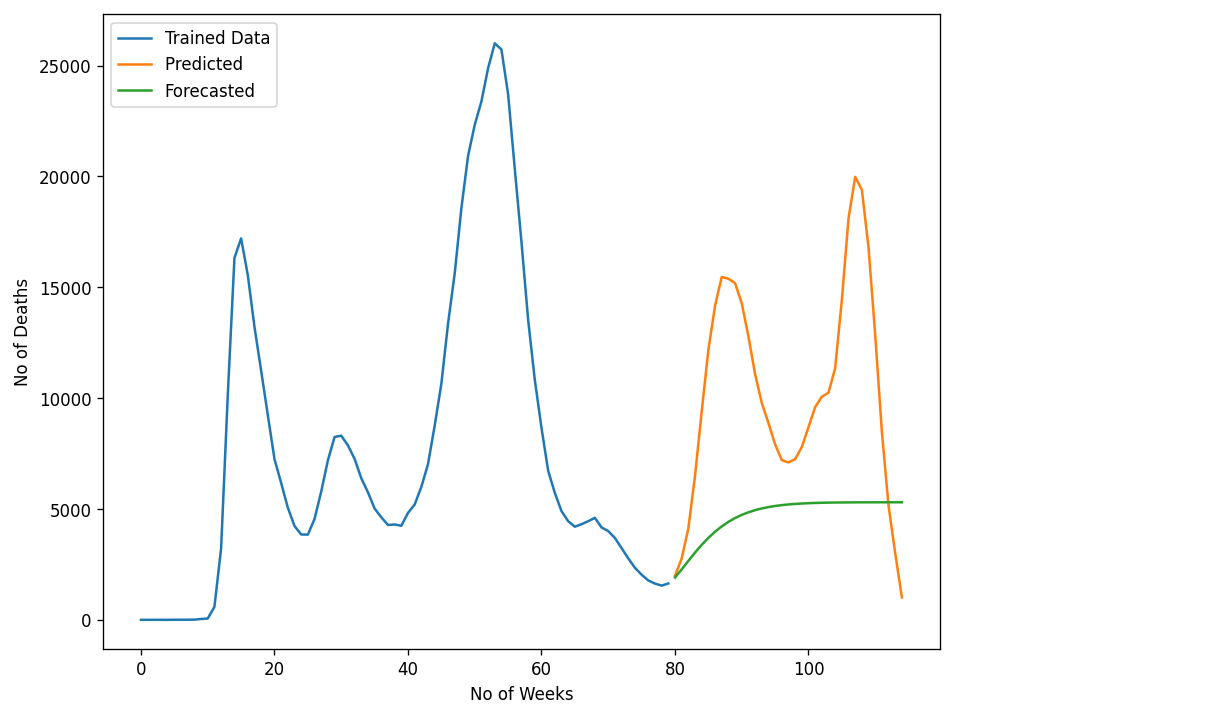 Trained Data
Predicted
Forecasted
25000
20000
15000
10000
5000
0
No of Deaths
0 20 40 60 80 100
No of Weeks